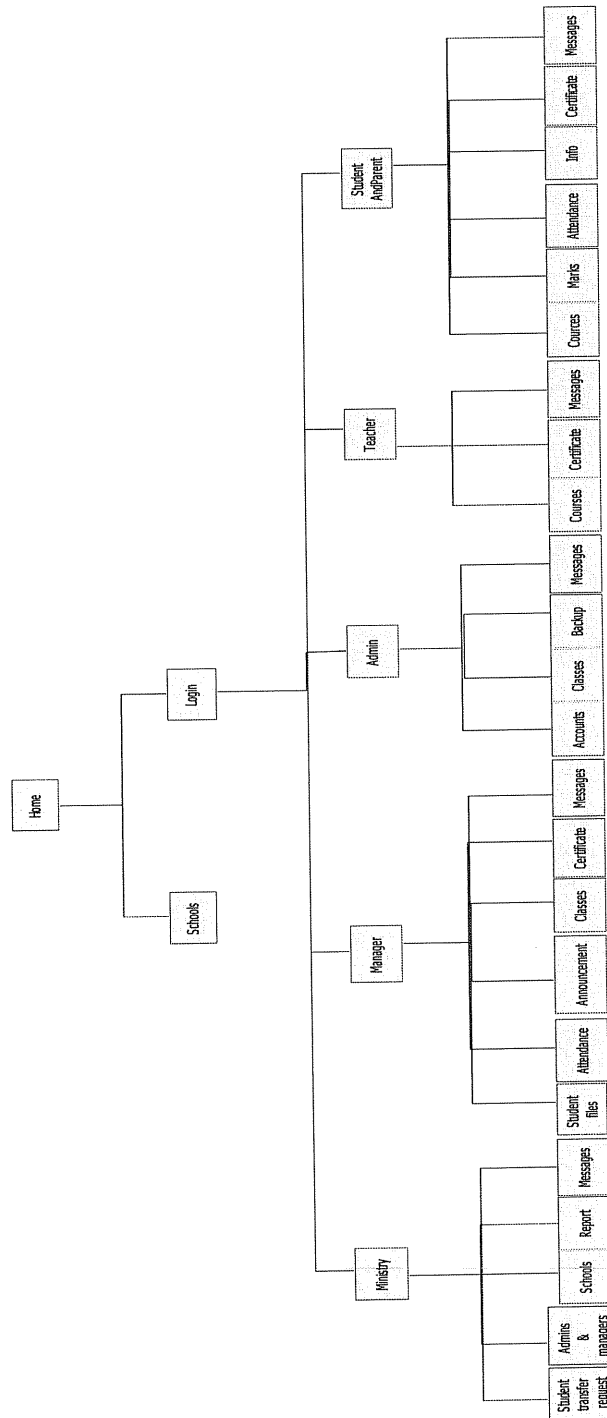 Home
Schools
Login
Ministry
Manager
Admin
Teacher
Student
AndParent
Student
transfer
request
Admins
&
managers
Schools
Report
Messages
Student
files
Attendance
Announcement
Classes
Certificate
Messages
Accounts
Classes
Backup
Messages
Courses
Certificate
Messages
Cources
Marks
Attendance
Info
Certificate
Messages